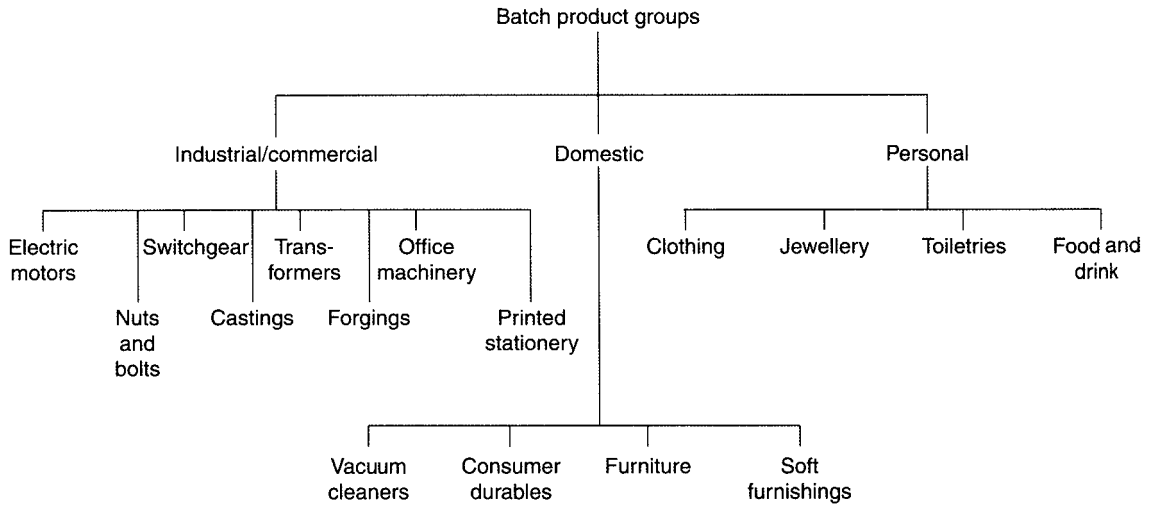 Batch product groups
Industrial/commercial
Domestic
Personal
Electric
motors
Nuts
and
bolts
Switchgear
Castings
Trans-
formers
Forgings
Office
machinery
Printed
stationery
Clothing
Jewellery
Toiletries
Food and
drink
Vacuum
cleaners
Consumer
durables
Furniture
Soft
furnishings